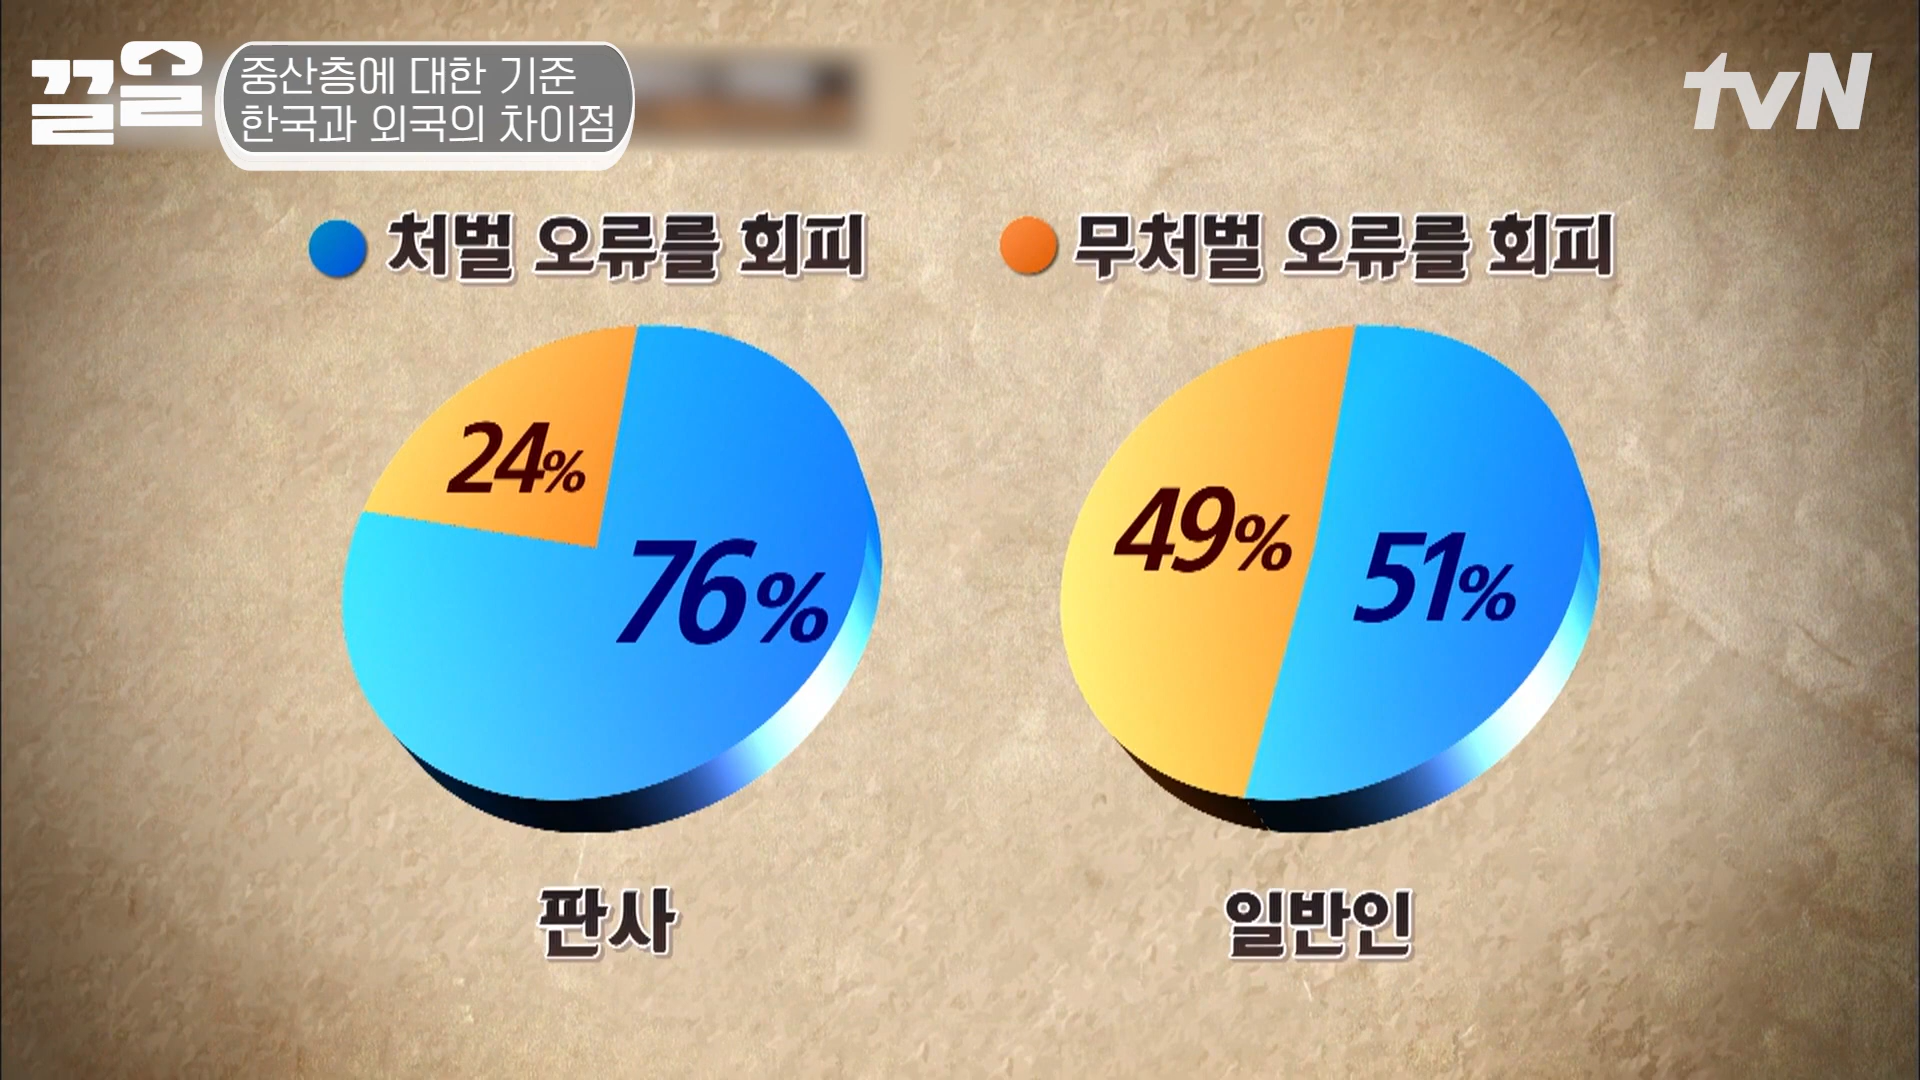 끌올
중산층에 대한 기준
한국과 외국의 차이점
tvN
처벌 오류를 회피
무처벌 오류를 회피
24%
76%
49%
51%
판사
일반인